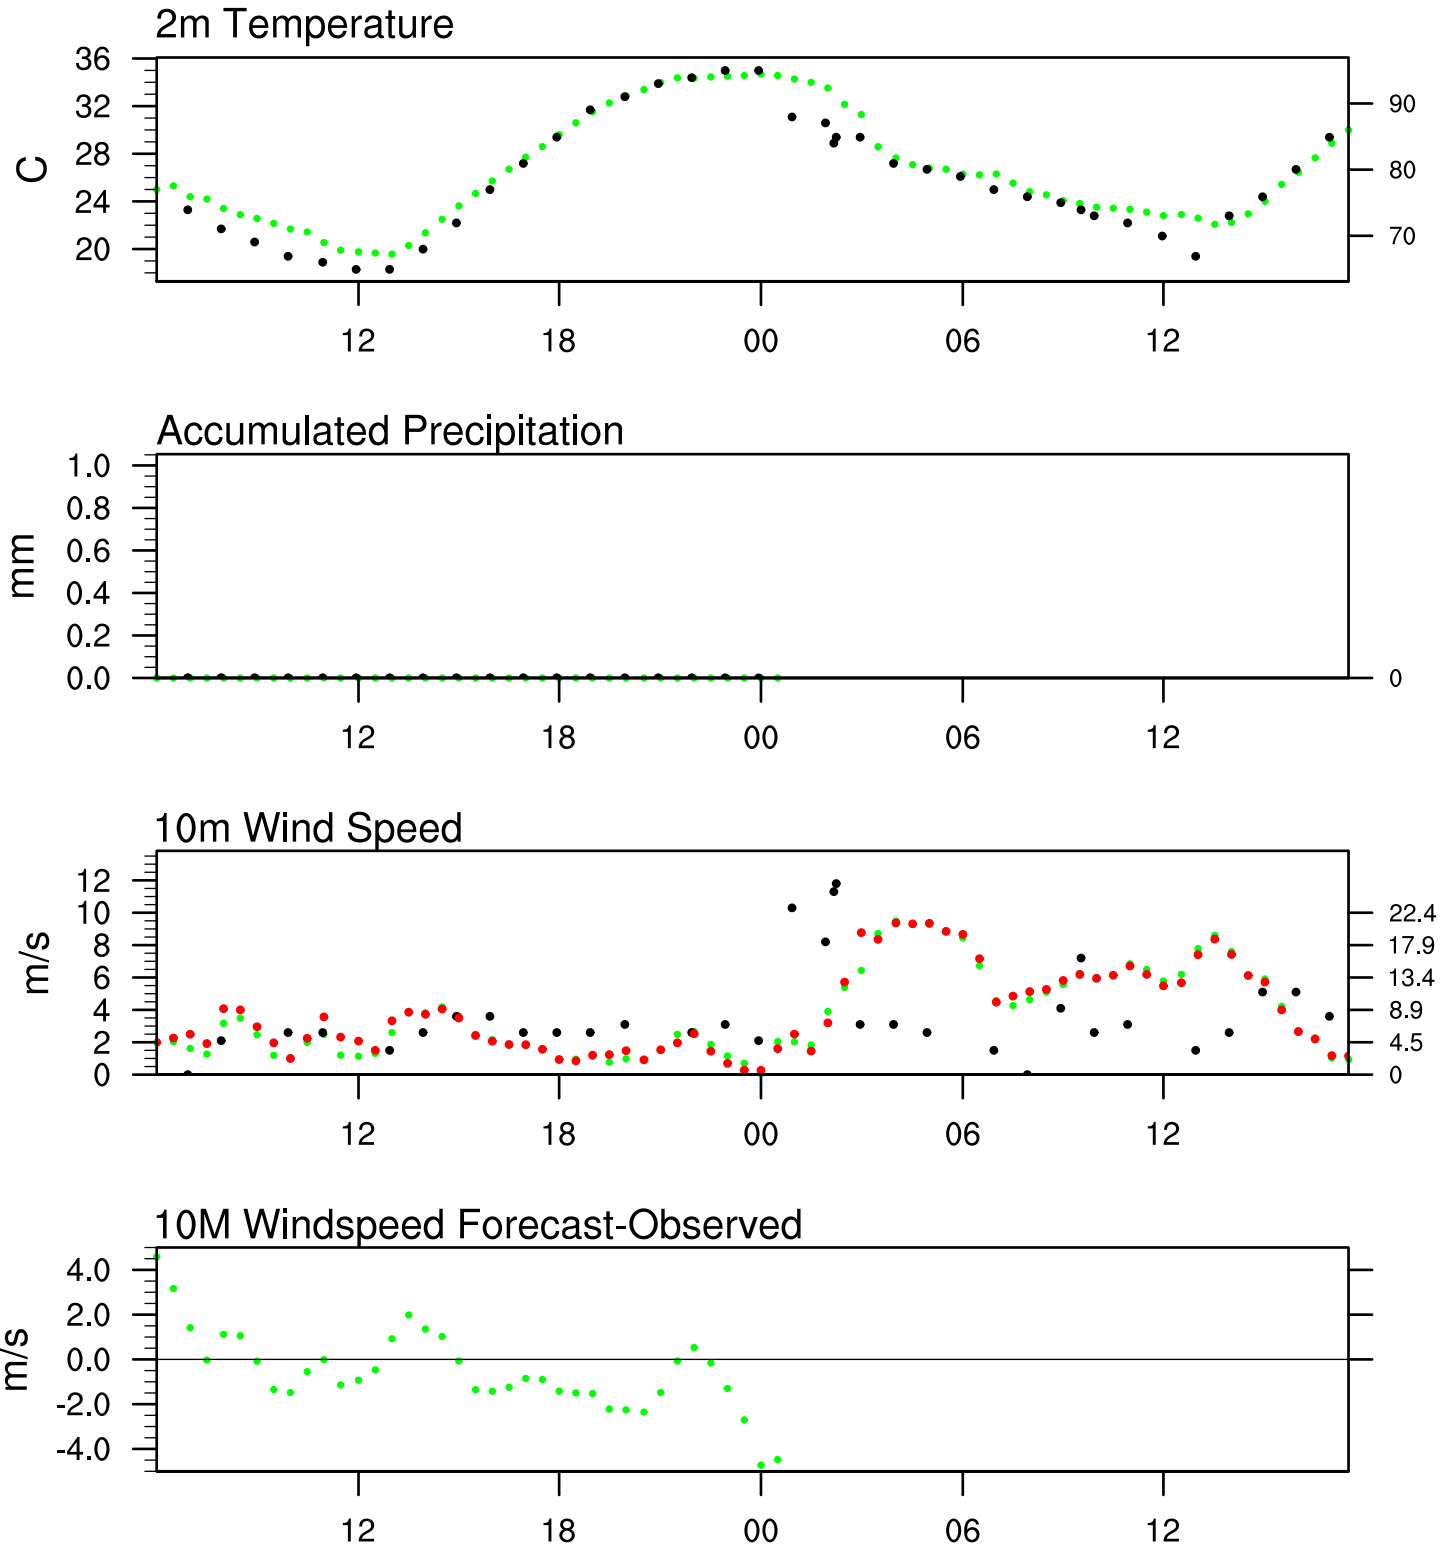 2m Temperature
36
32
28
24
20
C
90
80
70
12 18 00 06 12
Accumulated Precipitation
1.0
0.8
0.6
0.4
0.2
0.0
mm
0
12 18 00 06 12
10m Wind Speed
12
10
8
6
4
2
0
m/s
22.4
17.9
13.4
8.9
4.5
0
12 18 00 06 12
10M Windspeed Forecast-Observed
4.0
2.0
0.0
-2.0
-4.0
m/s
12 18 00 06 12